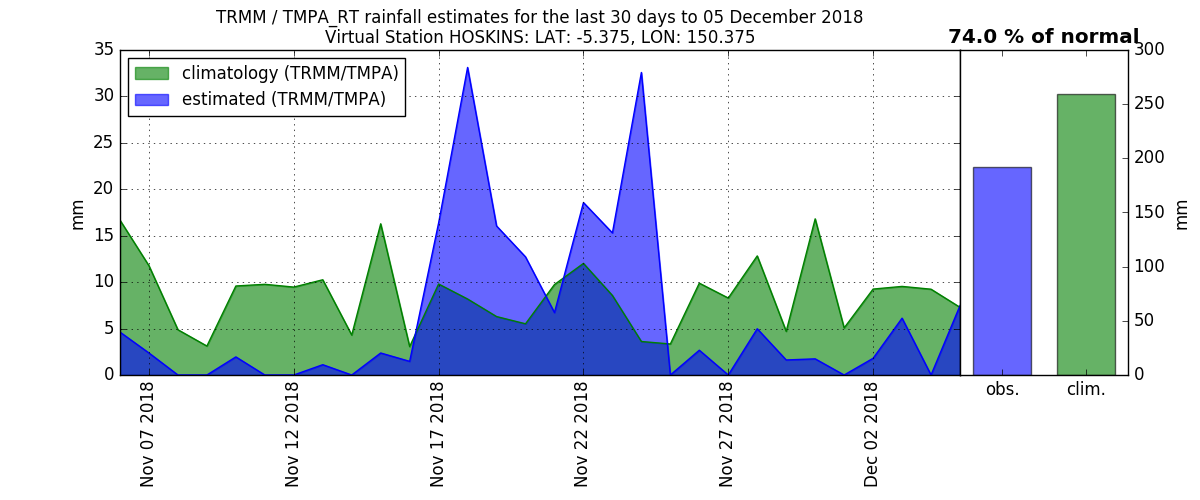 TRMM / TMPA_RT rainfall estimates for the last 30 days to 05 December 2018
Virtual Station HOSKINS: LAT: -5.375, LON: 150.375
74.0 % of normal
climatology (TRMM/TMPA)
estimated (TRMM/TMPA)
35
30
25
20
15
10
5
0
mm
Nov 07 2018
Nov 12 2018
Nov 17 2018
Nov 22 2018
Nov 27 2018
Dec 02 2018
obs.
clim.
300
250
200
150
100
50
0
mm